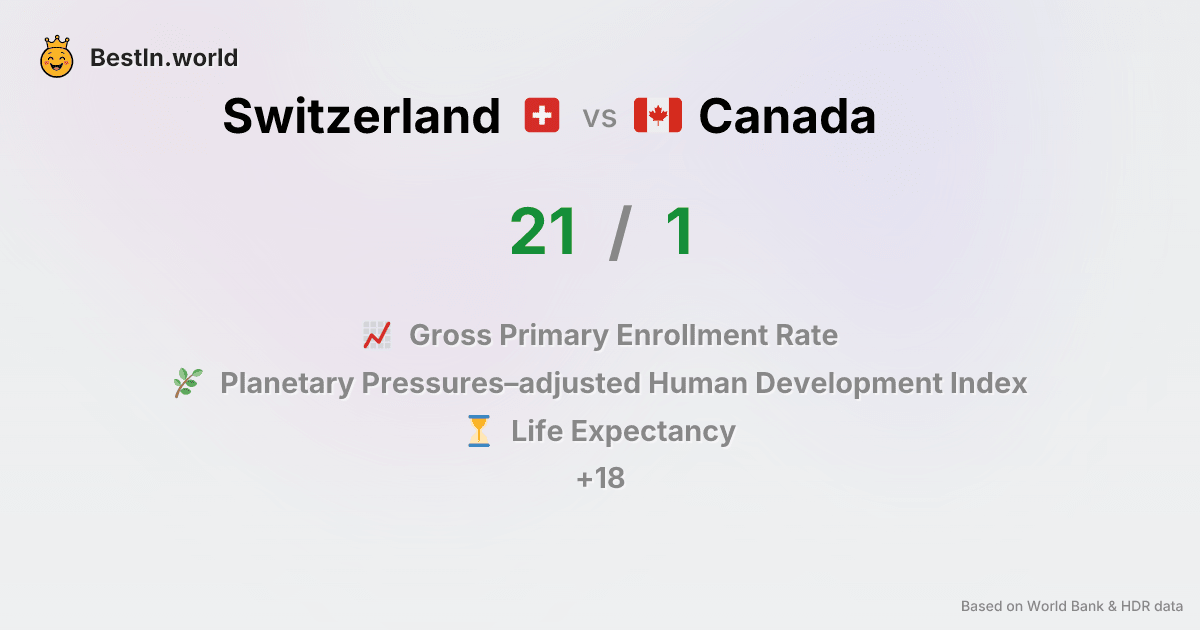 BestIn.world
Switzerland vs Canada
21 / 1
Gross Primary Enrollment Rate
Planetary Pressures–adjusted Human Development Index
Life Expectancy
+18
Based on World Bank & HDR data